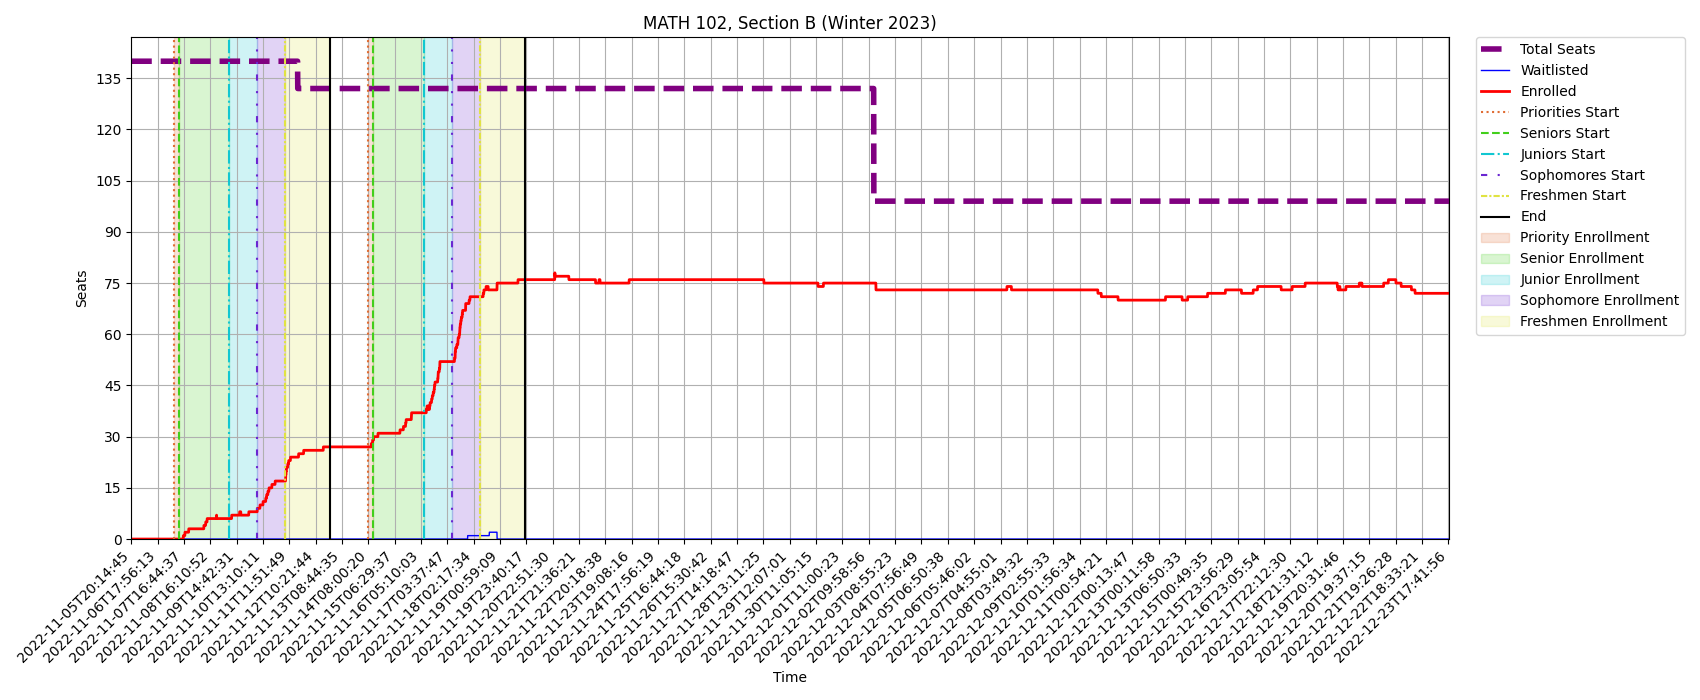 MATH 102, Section B (Winter 2023)
Seats
135
120
105
90
75
60
45
30
15
0
2022-11-05T20:14:45
2022-11-06T17:56:13
2022-11-07T16:44:37
2022-11-08T16:10:52
2022-11-09T14:42:31
2022-11-10T13:10:11
2022-11-11T11:51:49
2022-11-12T10:21:44
2022-11-13T08:44:35
2022-11-14T08:00:20
2022-11-15T06:29:37
2022-11-16T05:10:03
2022-11-17T03:37:47
2022-11-18T02:17:34
2022-11-19T00:59:09
2022-11-19T23:40:17
2022-11-20T22:51:30
2022-11-21T21:36:21
2022-11-22T20:18:38
2022-11-23T19:08:16
2022-11-24T17:56:19
2022-11-25T16:44:18
2022-11-26T15:30:42
2022-11-27T14:18:47
2022-11-28T13:11:25
2022-11-29T12:07:01
2022-11-30T11:05:15
2022-12-01T11:00:23
2022-12-02T09:58:56
2022-12-03T08:55:23
2022-12-04T07:56:49
2022-12-05T06:50:38
2022-12-06T05:46:02
2022-12-07T04:55:01
2022-12-08T03:49:32
2022-12-09T02:55:33
2022-12-10T01:56:34
2022-12-11T00:54:21
2022-12-12T00:13:47
2022-12-13T00:11:58
2022-12-13T06:50:33
2022-12-15T00:49:35
2022-12-15T23:56:29
2022-12-16T23:05:54
2022-12-17T22:12:30
2022-12-18T21:31:12
2022-12-19T20:31:46
2022-12-20T19:37:15
2022-12-21T19:26:28
2022-12-22T18:33:21
2022-12-23T17:41:56
Time
Total Seats
Waitlisted
Enrolled
Priorities Start
Seniors Start
Juniors Start
Sophomores Start
Freshmen Start
End
Priority Enrollment
Senior Enrollment
Junior Enrollment
Sophomore Enrollment
Freshmen Enrollment